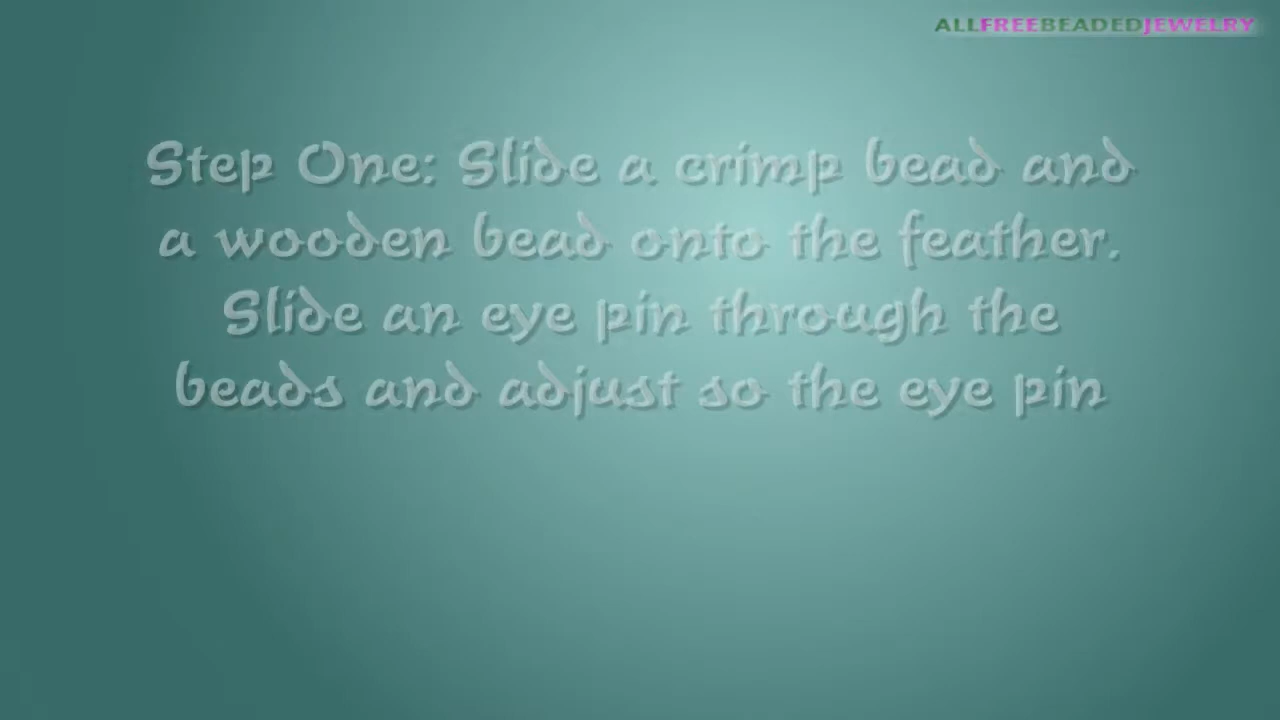 ALLFREEBEADEDJEWELRY
Step One: Slide a crimp bead and
a wooden bead onto the feather.
Slide an eye pin through the
beads and adjust so the eye pin